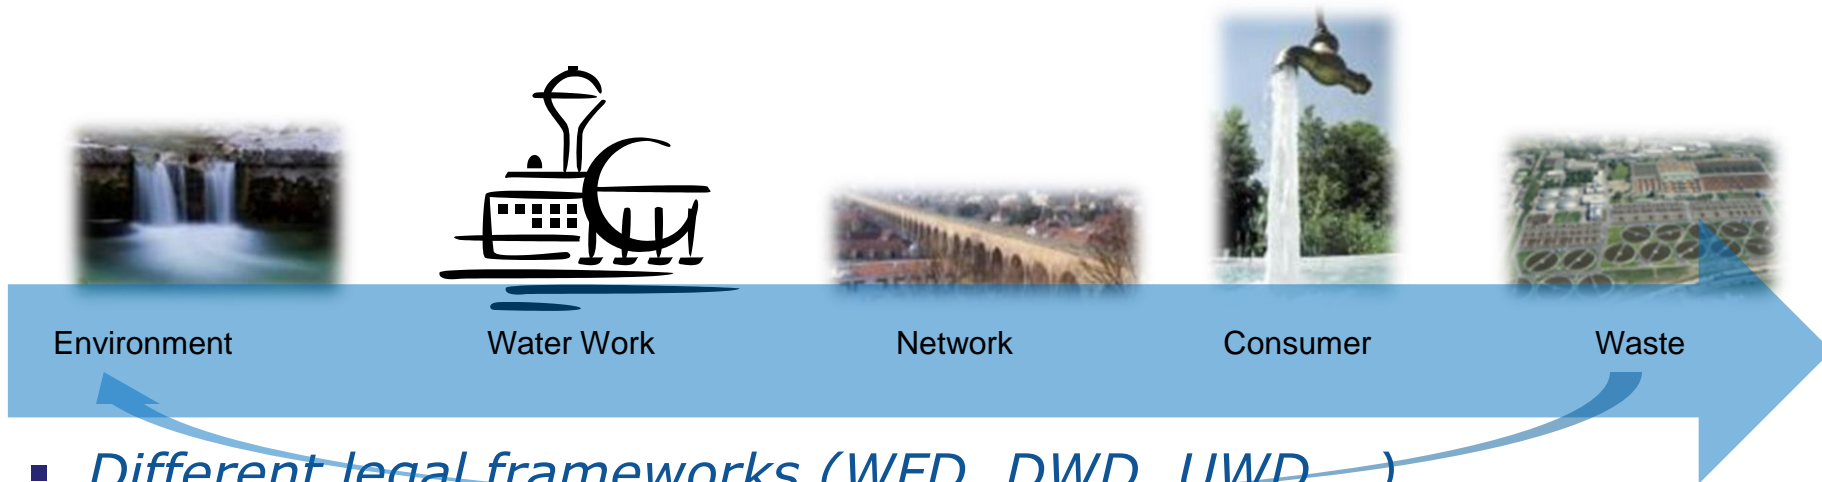 Environment Water Work Network Consumer Waste
▪ Different legal frameworks (WFD, DWD, UWD...)